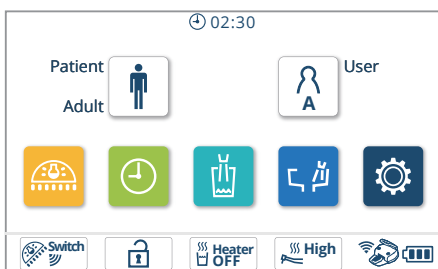 02:30
Patient
User
Adult
A
Switch
Heater
OFF
High